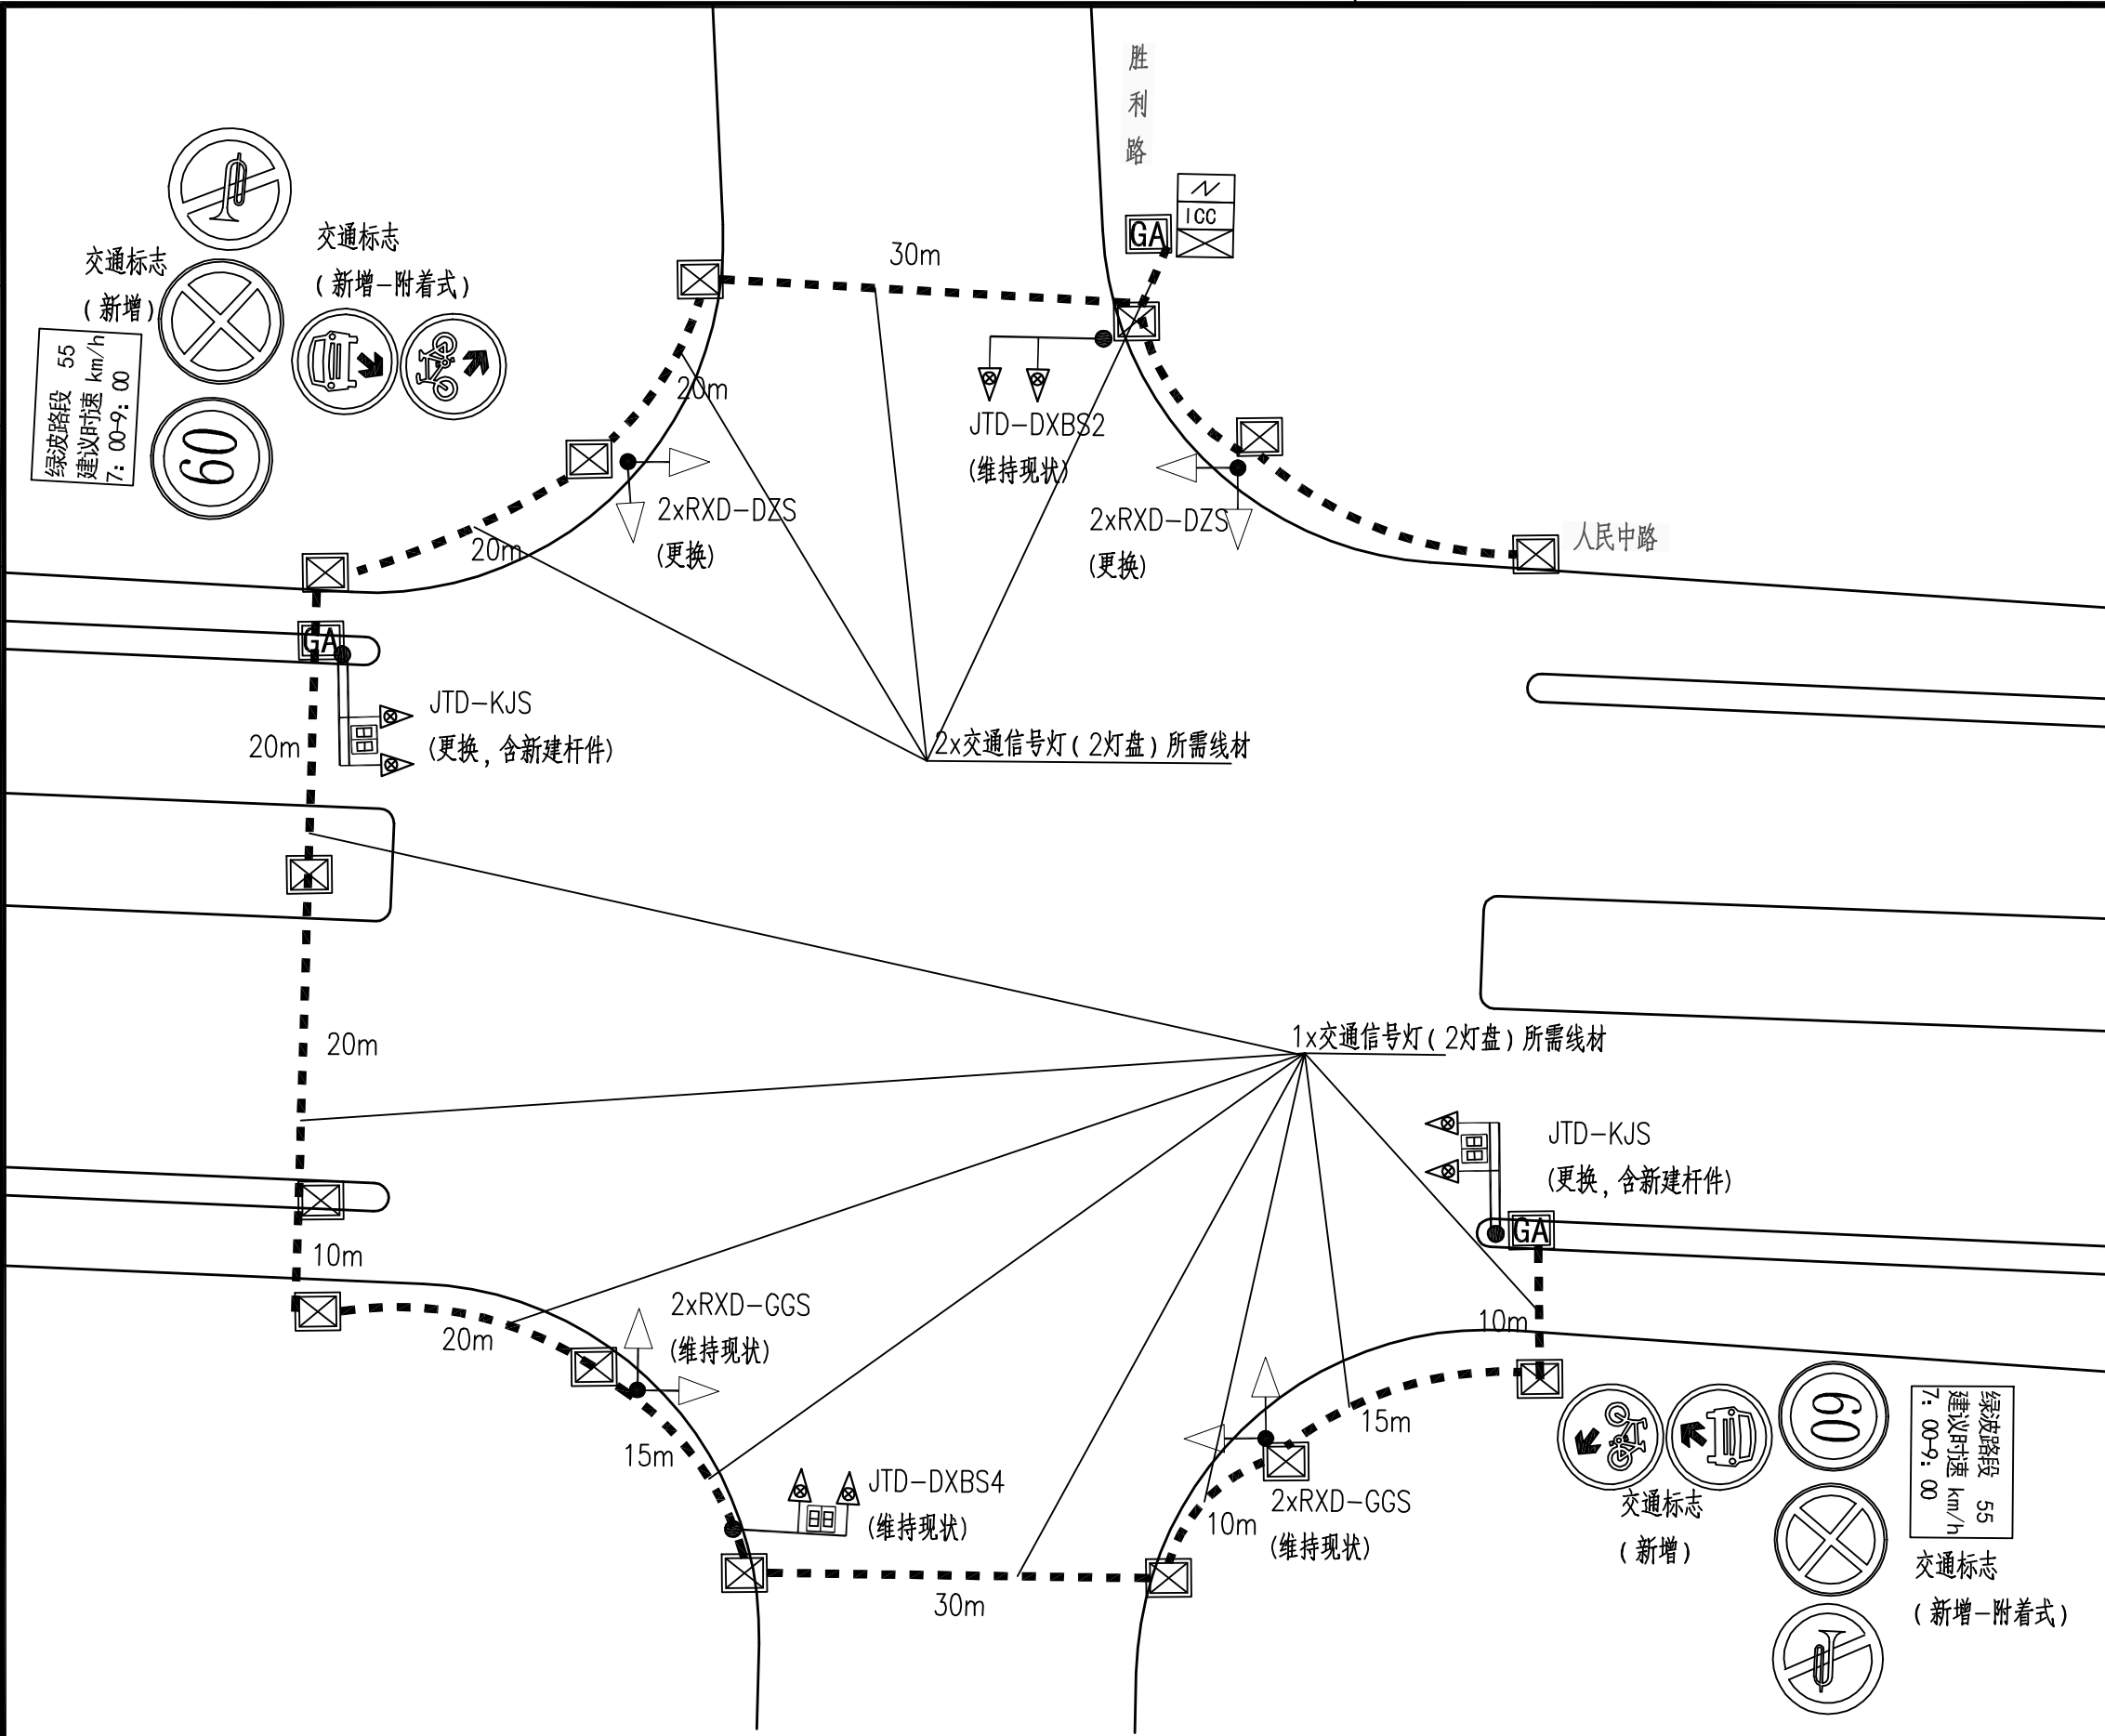 胜
利
路
ICC
GA
30m
交通标志
(新增)
交通标志
(新增-附着式)
绿波路段 55
建议时速 km/h
7: 00-9: 00
60
20m
JTD-DXBS2
(维持现状)
2xRXD-DZS
(更换)
2xRXD-DZS
(更换)
20m
人民中路
GA
JTD-KJS
(更换, 含新建杆件)
20m
2x交通信号灯(2灯盘)所需线材
20m
1x交通信号灯(2灯盘)所需线材
JTD-KJS
(更换, 含新建杆件)
GA
10m
2xRXD-GGS
(维持现状)
20m
10m
15m
15m
JTD-DXBS4
(维持现状)
2xRXD-GGS
(维持现状)
10m
30m
60
绿波路段 55
建议时速 km/h
7: 00-9: 00
交通标志
(新增)
交通标志
(新增-附着式)